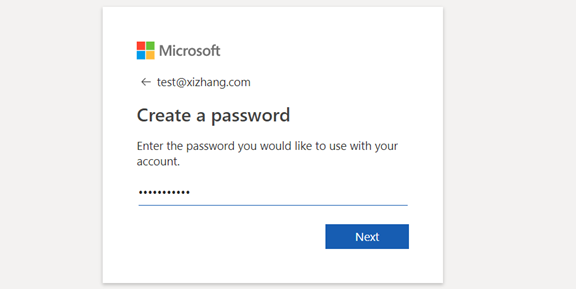 Microsoft
← test@xizhang.com
Create a password
Enter the password you would like to use with your
account.
•••••••••••
Next